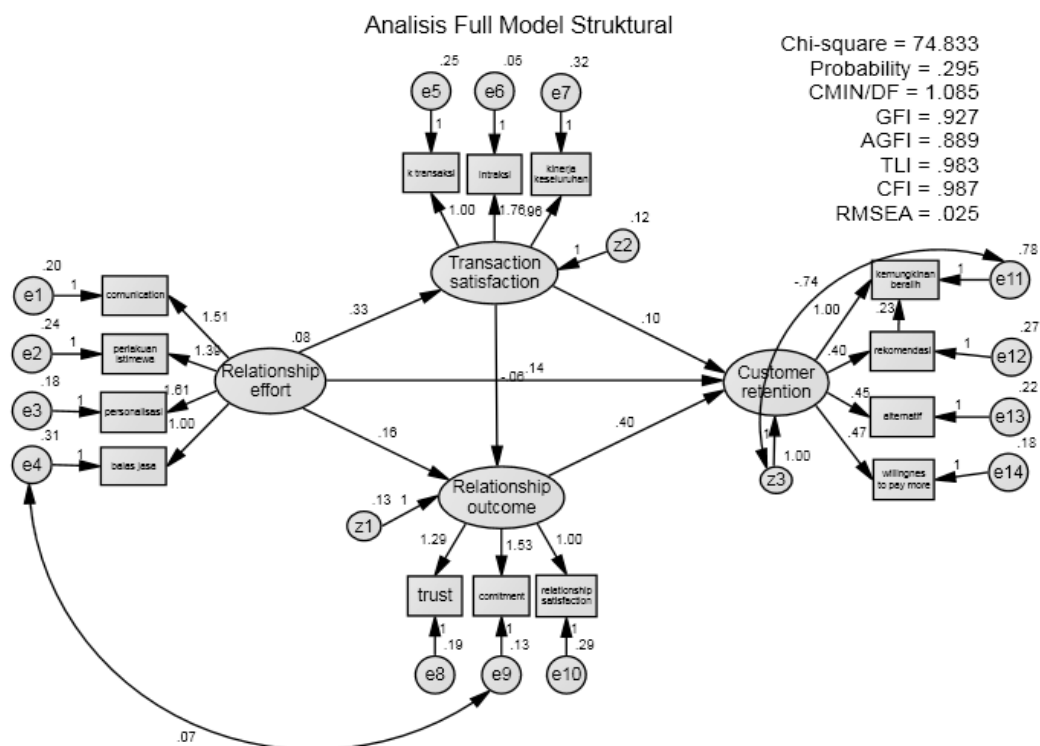 Analisis Full Model Struktural
Chi-square = 74.833
Probability = .295
CMIN/DF = 1.085
GFI = .927
AGFI = .889
TLI = .983
CFI = .987
RMSEA = .025
.25
.05
.32
e5
e6
e7
1
1
1
k transaksi
intraksi
kinerja
keseluruhan
1.00
1.76
.96
.12
z2
1
Transaction
satisfaction
.20
e1
1
comunication
.24
e2
1
perlakuan
istimewa
.18
e3
1
personalisasi
.31
e4
1
balas jasa
1.51
1.39
1.61
1.00
.08
Relationship
effort
.33
.10
-.06
.14
.16
.40
Customer
retention
-.74
1.00
.23
.40
.45
.47
kemungkinan
beralih
1
.78
e11
rekomendasi
1
.27
e12
alternatif
1
.22
e13
willingnes
to pay more
1
.18
e14
1
1.00
z3
Relationship
outcome
.13
1
z1
1.29
1.53
1.00
trust
comitment
relationship
satisfaction
1
1
1
.19
.13
.29
e8
e9
e10
.07